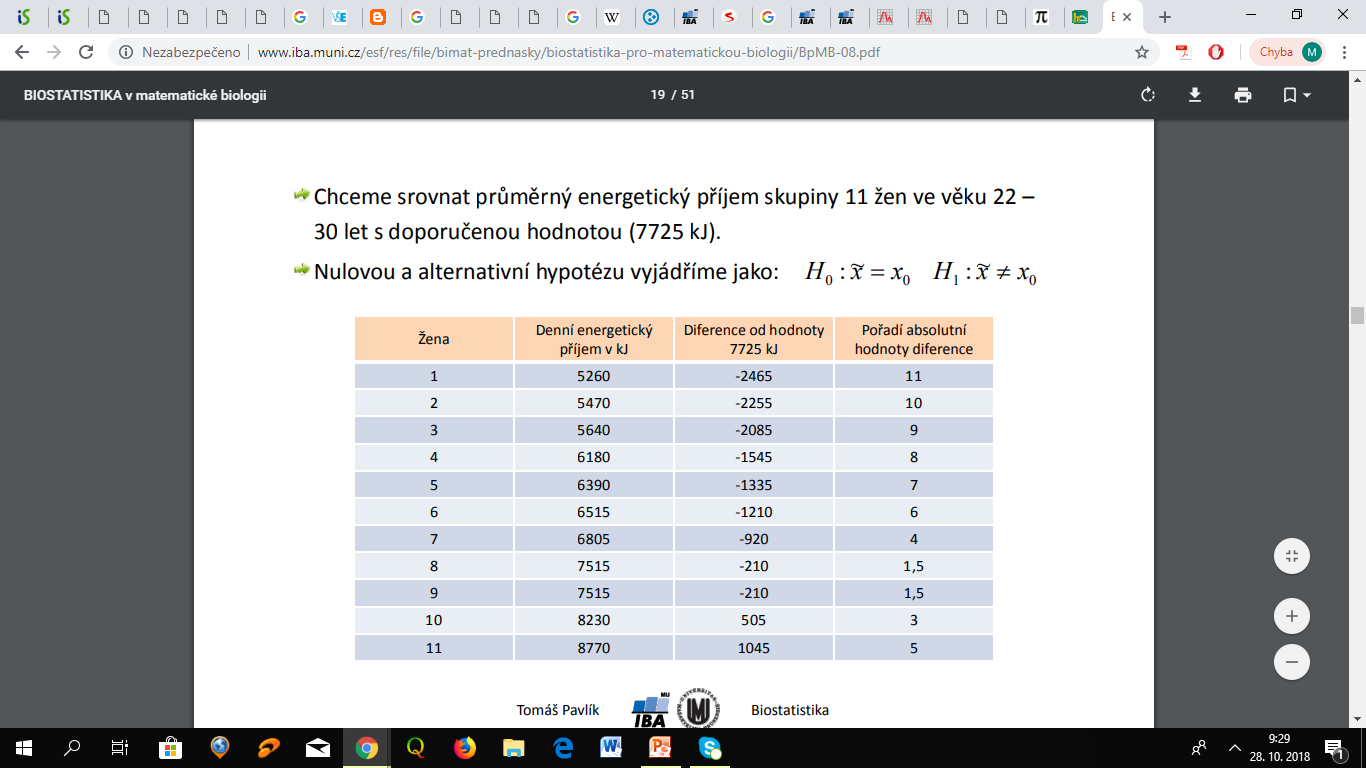 Nezabezpečeno www.iba.muni.cz/esf/res/file/bimat-prednasky/biostatistika-pro-matematickou-biologii/BpMB-08.pdf Chyba M
BIOSTATISTIKA v matematické biologii 19 / 51
Chceme srovnat průměrný energetický příjem skupiny 11 žen ve věku 22 –
30 let s doporučenou hodnotou (7725 kJ).
Nulovou a alternativní hypotézu vyjádříme jako: H₀ : x̃ = x₀ H₁ : x̃ ≠ x₀
Žena Denní energetický příjem v kJ Diference od hodnoty 7725 kJ Pořadí absolutní hodnoty diference
1 5260 -2465 11
2 5470 -2255 10
3 5640 -2085 9
4 6180 -1545 8
5 6390 -1335 7
6 6515 -1210 6
7 6805 -920 4
8 7515 -210 1,5
9 7515 -210 1,5
10 8230 505 3
11 8770 1045 5
Tomáš Pavlík MU IBA Biostatistika
9:29
28. 10. 2018 1